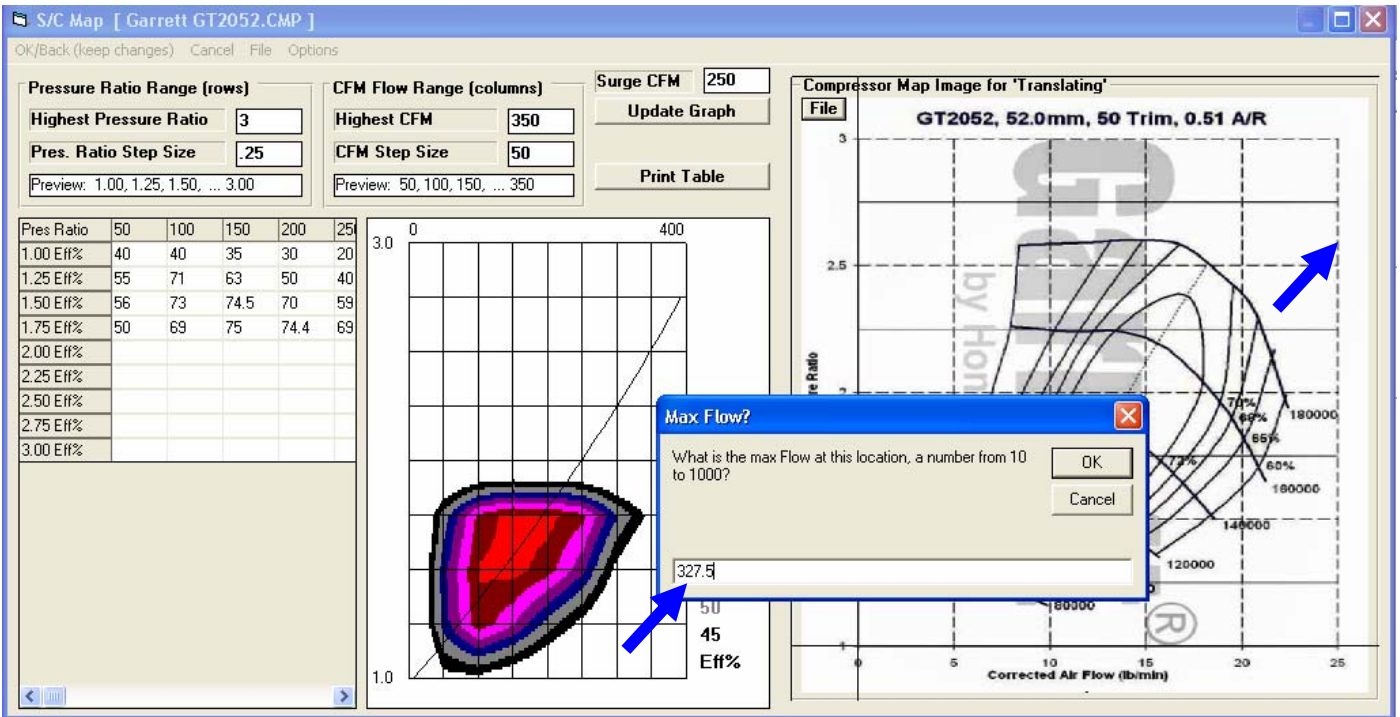 S/C Map [ Garrett GT2052.CMP ]
OK/Back (keep changes) Cancel File Options
Pressure Ratio Range (rows)
Highest Pressure Ratio 3
Pres. Ratio Step Size .25
Preview: 1.00, 1.25, 1.50, ... 3.00
CFM Flow Range (columns)
Highest CFM 350
CFM Step Size 50
Preview: 50, 100, 150, ... 350
Surge CFM 250
Update Graph
Print Table
Pres Ratio 50 100 150 200 25
1.00 Eff% 40 40 35 30 20
1.25 Eff% 55 71 63 50 40
1.50 Eff% 56 73 74.5 70 59
1.75 Eff% 50 69 75 74.4 69
2.00 Eff%
2.25 Eff%
2.50 Eff%
2.75 Eff%
3.00 Eff%
0 400
3.0
1.0
50
45
Eff%
Compressor Map Image for 'Translating'
File
GT2052, 52.0mm, 50 Trim, 0.51 A/R
Garrett
by Hon
3
2.5
2
1
re Ratio
70%
68%
65%
60%
72%
180000
160000
140000
120000
80000
®
0 5 10 15 20 25
Corrected Air Flow (lb/min)
Max Flow?
What is the max Flow at this location, a number from 10
to 1000?
OK
Cancel
327.5